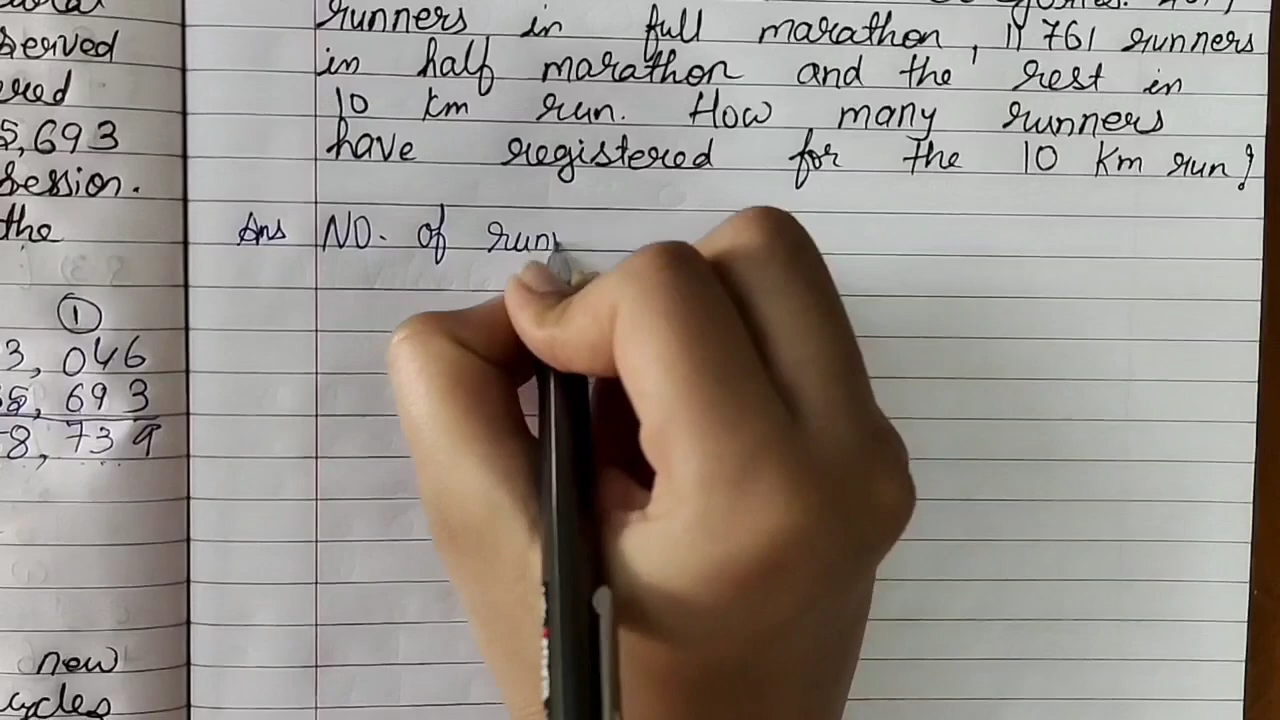 served
5,693
session.
the
1
3,046
693
8,739
new
cycles
runners in full marathon, 11,761 runners
in half marathon and the rest in
10 km run. How many runners
have registered for the 10 km run?
Ans NO. of run